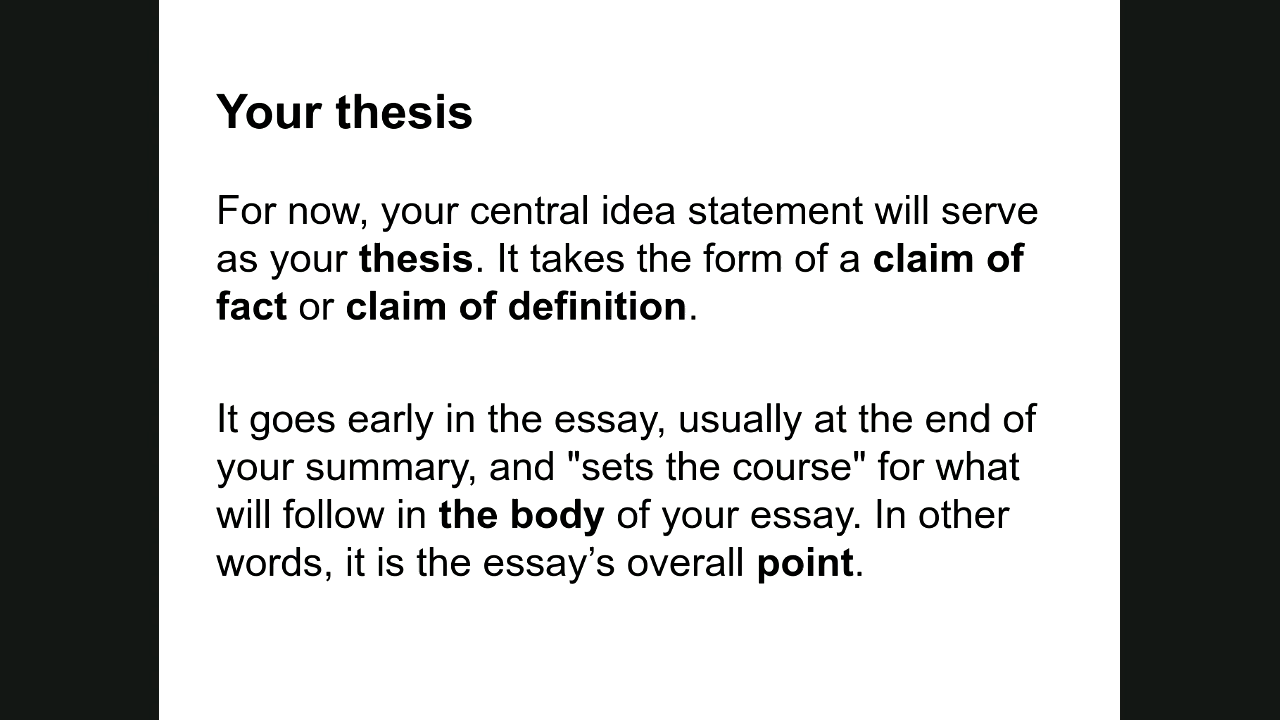 Your thesis
For now, your central idea statement will serve
as your thesis. It takes the form of a claim of
fact or claim of definition.
It goes early in the essay, usually at the end of
your summary, and "sets the course" for what
will follow in the body of your essay. In other
words, it is the essay’s overall point.